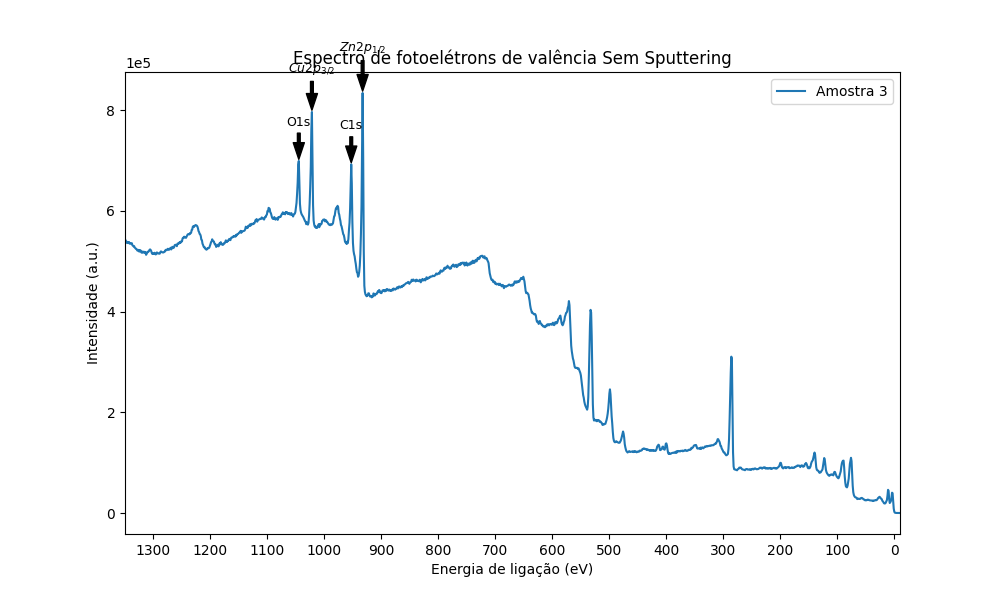 Zn2p1/2
Espectro de fotoelétrons de valência Sem Sputtering
1e5
Cu2p3/2
Amostra 3
O1s
C1s
8
6
4
2
0
Intensidade (a.u.)
1300 1200 1100 1000 900 800 700 600 500 400 300 200 100 0
Energia de ligação (eV)